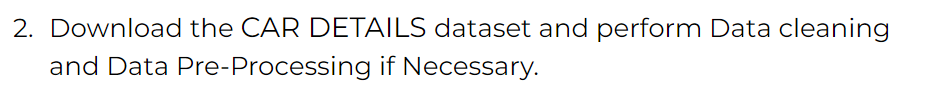 2. Download the CAR DETAILS dataset and perform Data cleaning
and Data Pre-Processing if Necessary.